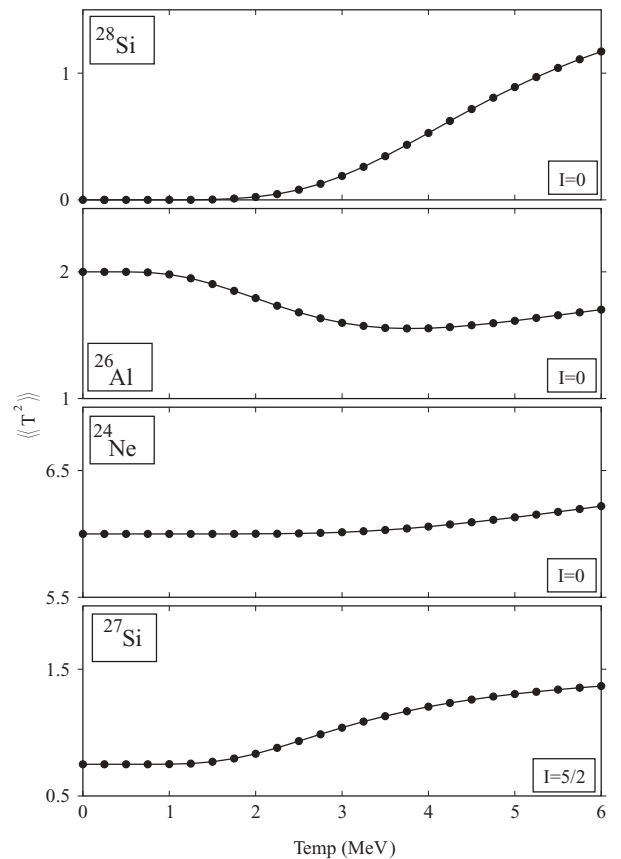 28Si
1
0
I=0
2
26Al
1
I=0
⟨⟨T²⟩⟩
24Ne
6.5
5.5
I=0
27Si
1.5
0.5
I=5/2
0 1 2 3 4 5 6
Temp (MeV)